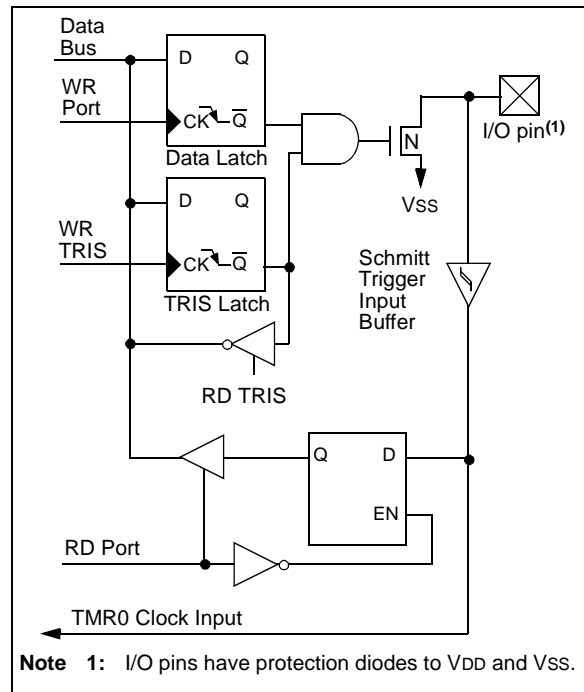 Data
Bus
D Q
WR
Port
CK Q
Data Latch
N
I/O pin(1)
VSS
D Q
WR
TRIS
CK Q
TRIS Latch
Schmitt
Trigger
Input
Buffer
RD TRIS
Q D
EN
RD Port
TMR0 Clock Input
Note 1: I/O pins have protection diodes to VDD and VSS.